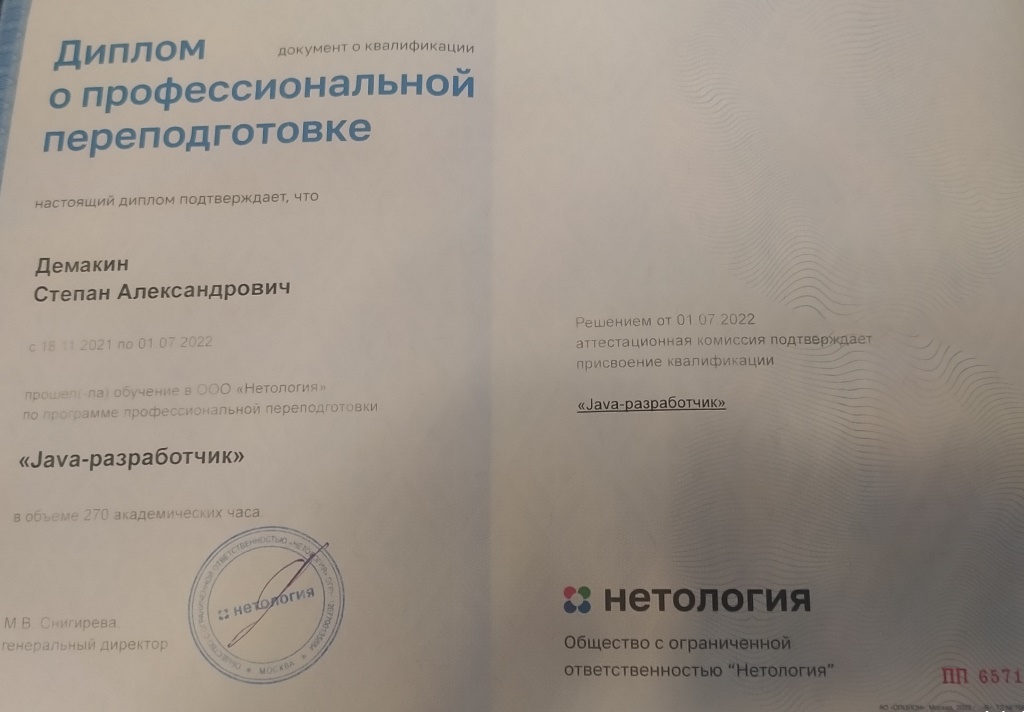 Диплом
документ о квалификации
о профессиональной
переподготовке
настоящий диплом подтверждает, что
Демакин
Степан Александрович
с 18.11.2021 по 01.07.2022
прошел(-ла) обучение в ООО «Нетология»
по программе профессиональной переподготовки
«Java-разработчик»
в объеме 270 академических часа
нетология
МОСКВА
М.В. Снигирева,
генеральный директор
Решением от 01.07.2022
аттестационная комиссия подтверждает
присвоение квалификации
«Java-разработчик»
нетология
Общество с ограниченной
ответственностью “Нетология”
ПП 6571